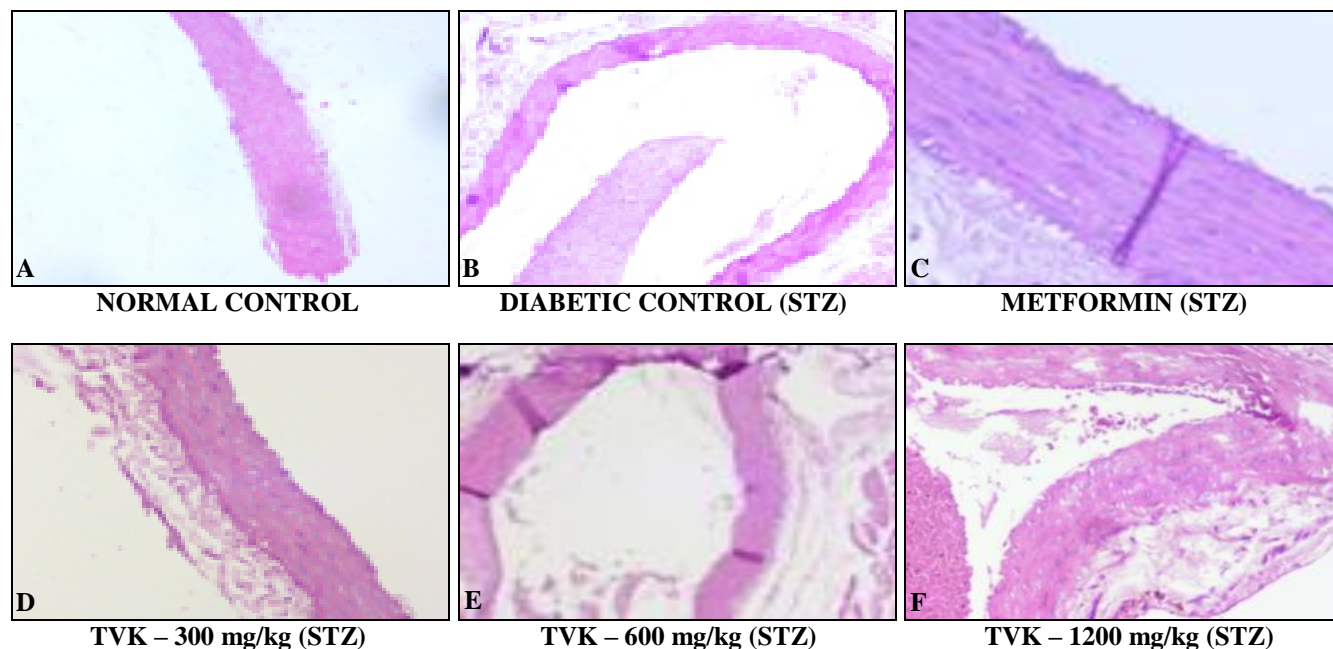 A
B
C
NORMAL CONTROL
DIABETIC CONTROL (STZ)
METFORMIN (STZ)
D
E
F
TVK – 300 mg/kg (STZ)
TVK – 600 mg/kg (STZ)
TVK – 1200 mg/kg (STZ)